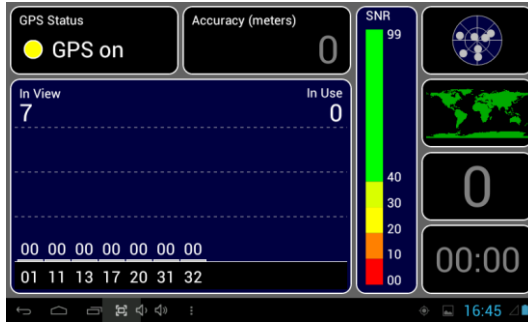 GPS Status
GPS on
Accuracy (meters)
0
In View
7
In Use
0
00 00 00 00 00 00 00
01 11 13 17 20 31 32
SNR
99
40
30
20
10
00
0
00:00
16:45